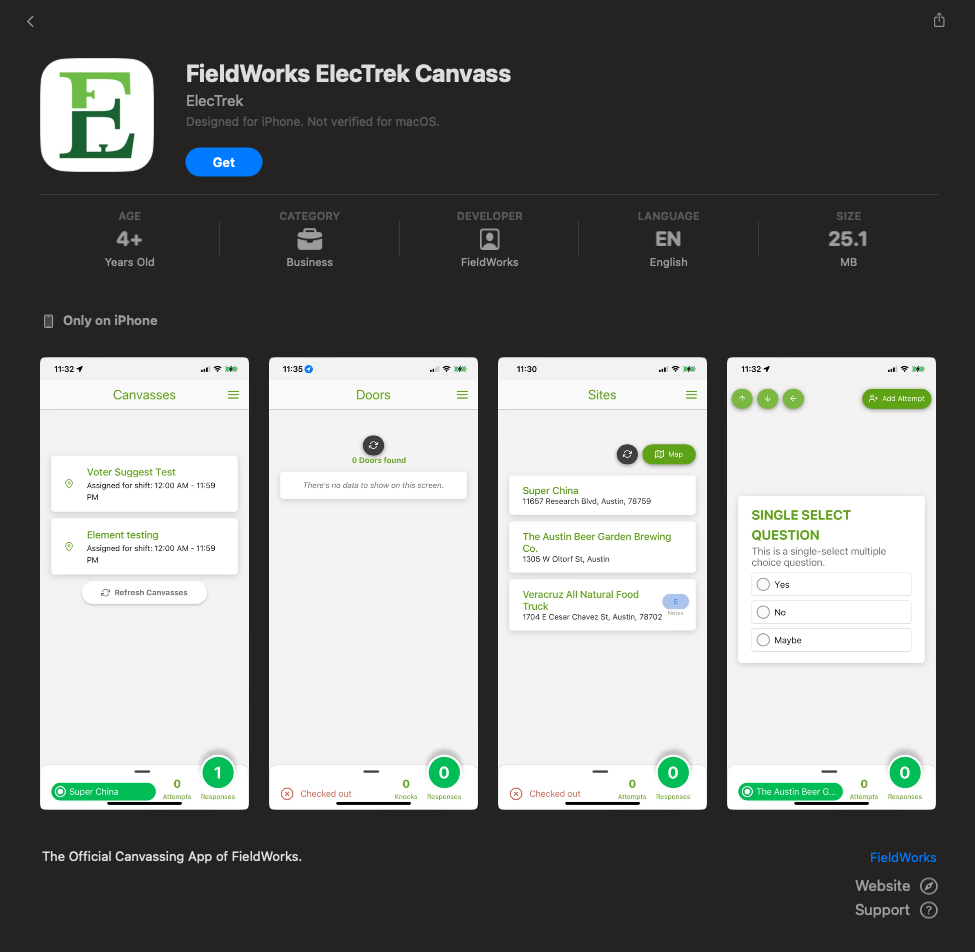 FieldWorks ElecTrek Canvass
ElecTrek
Designed for iPhone. Not verified for macOS.
Get
AGE
4+
Years Old
CATEGORY
Business
DEVELOPER
FieldWorks
LANGUAGE
EN
English
SIZE
25.1
MB
Only on iPhone
11:32
Canvasses
Voter Suggest Test
Assigned for shift: 12:00 AM - 11:59
PM
Element testing
Assigned for shift: 12:00 AM - 11:59
PM
Refresh Canvasses
Super China
0
Attempts
1
Responses
11:35
Doors
0 Doors found
There's no data to show on this screen.
Checked out
0
Knocks
0
Responses
11:30
Sites
Map
Super China
11657 Research Blvd, Austin, 78759
The Austin Beer Garden Brewing
Co.
1305 W Oltorf St, Austin
Veracruz All Natural Food
Truck
1704 E Cesar Chavez St, Austin, 78702
5
Notes
Checked out
0
Attempts
0
Responses
11:32
Add Attempt
SINGLE SELECT
QUESTION
This is a single-select multiple
choice question.
Yes
No
Maybe
The Austin Beer G...
0
Attempts
0
Responses
The Official Canvassing App of FieldWorks.
FieldWorks
Website
Support